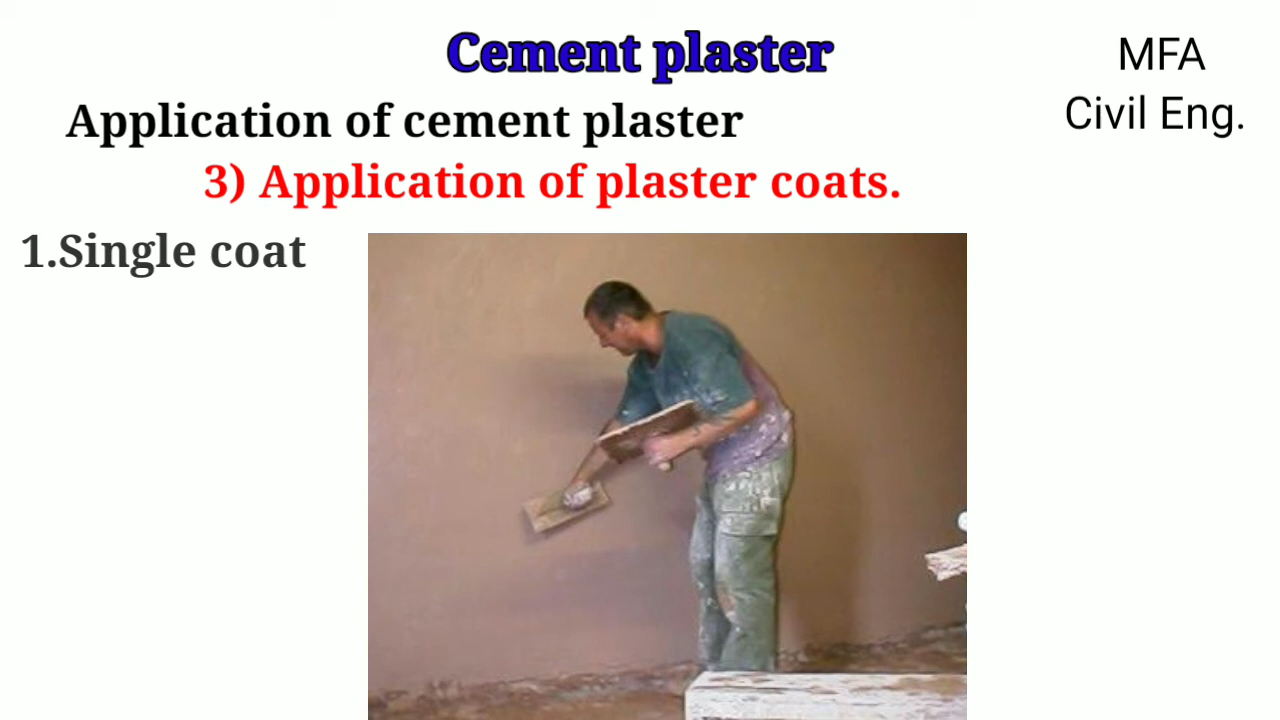 Cement plaster
MFA
Civil Eng.
Application of cement plaster
3) Application of plaster coats.
1.Single coat